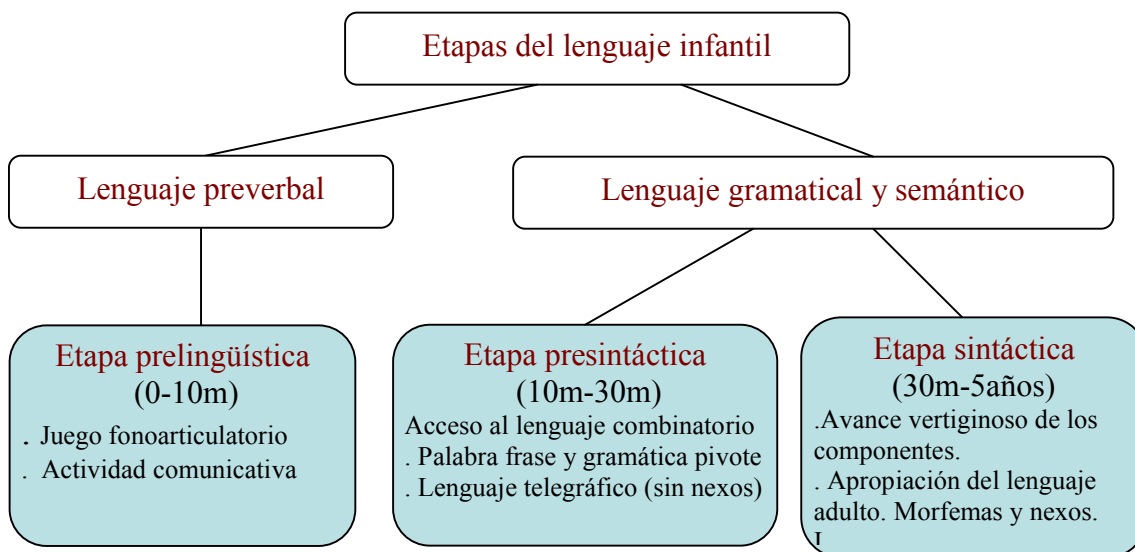 Etapas del lenguaje infantil
Lenguaje preverbal
Lenguaje gramatical y semántico
Etapa prelingüística
(0-10m)
. Juego fonoarticulatorio
. Actividad comunicativa
Etapa presintáctica
(10m-30m)
Acceso al lenguaje combinatorio
. Palabra frase y gramática pivote
. Lenguaje telegráfico (sin nexos)
Etapa sintáctica
(30m-5años)
.Avance vertiginoso de los
componentes.
. Apropiación del lenguaje
adulto. Morfemas y nexos.